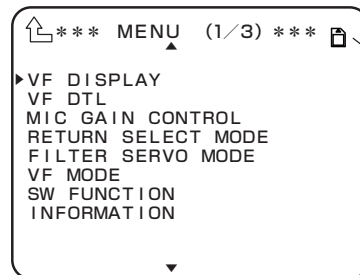 *** MENU (1/3) ***
VF DISPLAY
VF DTL
MIC GAIN CONTROL
RETURN SELECT MODE
FILTER SERVO MODE
VF MODE
SW FUNCTION
INFORMATION